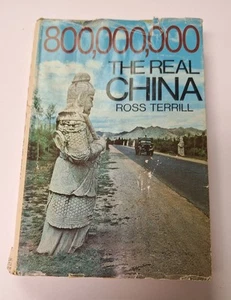 800,000,000
THE REAL
CHINA
ROSS TERRILL